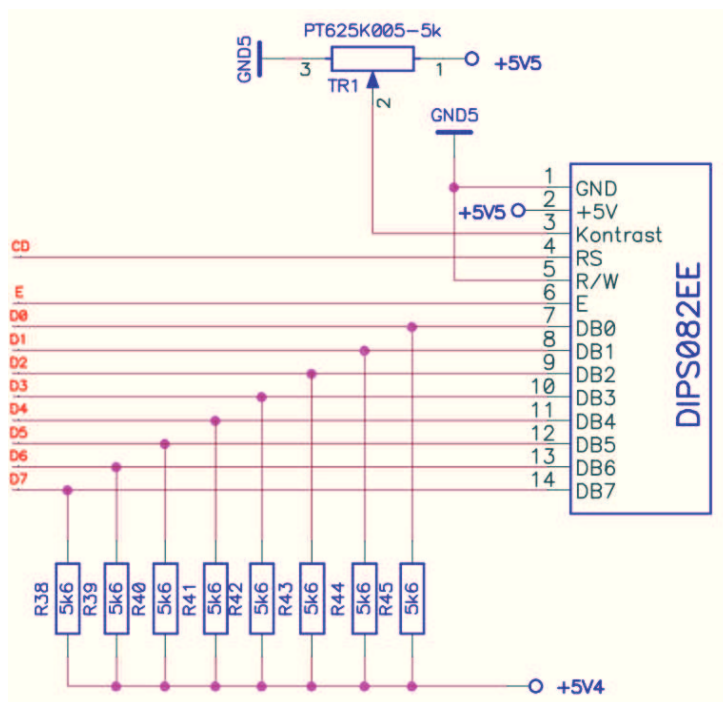 PT625K005-5k
GND5
3
1
+5V5
TR1
2
GND5
1
GND
+5V5
2
+5V
3
Kontrast
CD
4
RS
5
R/W
E
6
E
D0
7
DB0
D1
8
DB1
D2
9
DB2
D3
10
DB3
D4
11
DB4
D5
12
DB5
D6
13
DB6
D7
14
DB7
DIPS082EE
R38
5k6
R39
5k6
R40
5k6
R41
5k6
R42
5k6
R43
5k6
R44
5k6
R45
5k6
+5V4